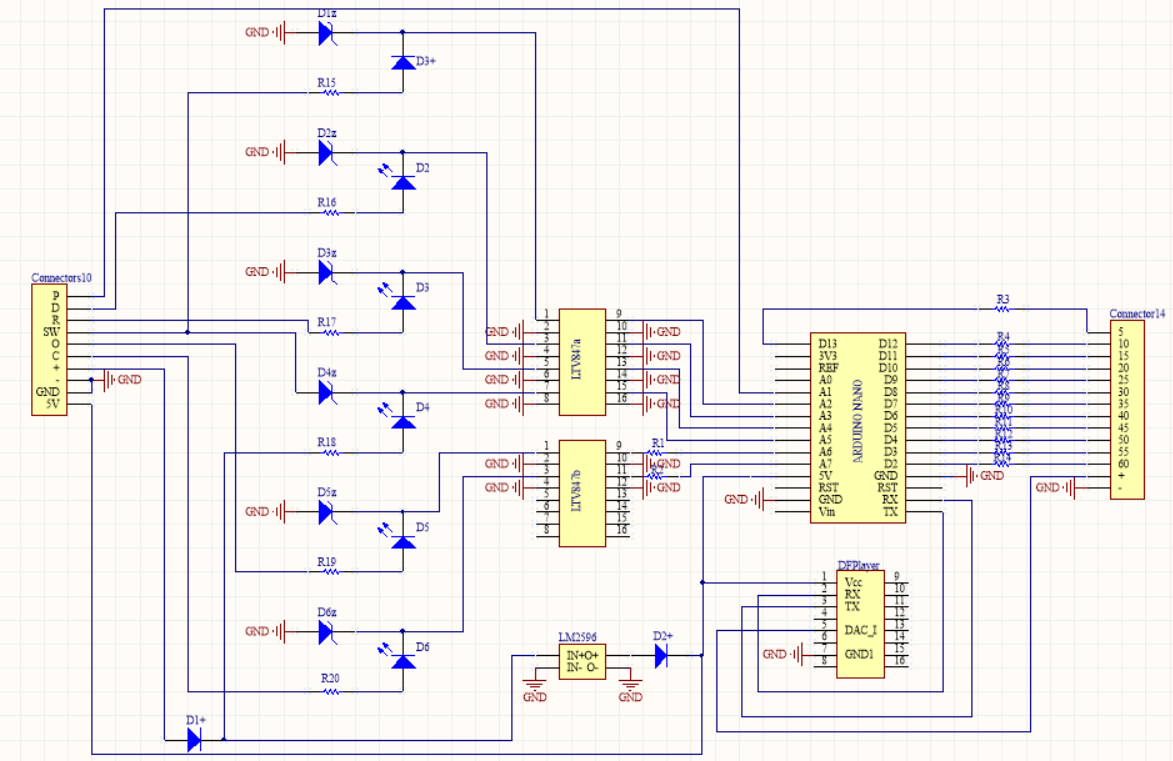 D1z
GND
D3+
R15
D2z
GND
D2
R16
D3z
GND
D3
R17
D4z
D4
R18
D5z
GND
D5
R19
D6z
GND
D6
R20
D1+
Connectors10
P
D
R
SW
O
C
+
-
GND
5V
GND
LTV847a
1
2
3
4
5
6
7
8
9
10
11
12
13
14
15
16
GND
GND
GND
GND
GND
GND
GND
GND
LTV847b
1
2
3
4
5
6
7
8
9
10
11
12
13
14
15
16
GND
GND
GND
GND
R1
LM2596
IN+O+
IN- O-
GND
GND
D2+
ARDUINO NANO
D13
3V3
REF
A0
A1
A2
A3
A4
A5
A6
A7
5V
RST
GND
Vin
D12
D11
D10
D9
D8
D7
D6
D5
D4
D3
D2
GND
RST
RX
TX
GND
GND
R3
R4
R10
R14
Connector14
5
10
15
20
25
30
35
40
45
50
55
60
+
-
GND
DFPlayer
1
2
3
4
5
6
7
8
Vcc
RX
TX
DAC_I
GND1
9
10
11
12
13
14
15
16
GND